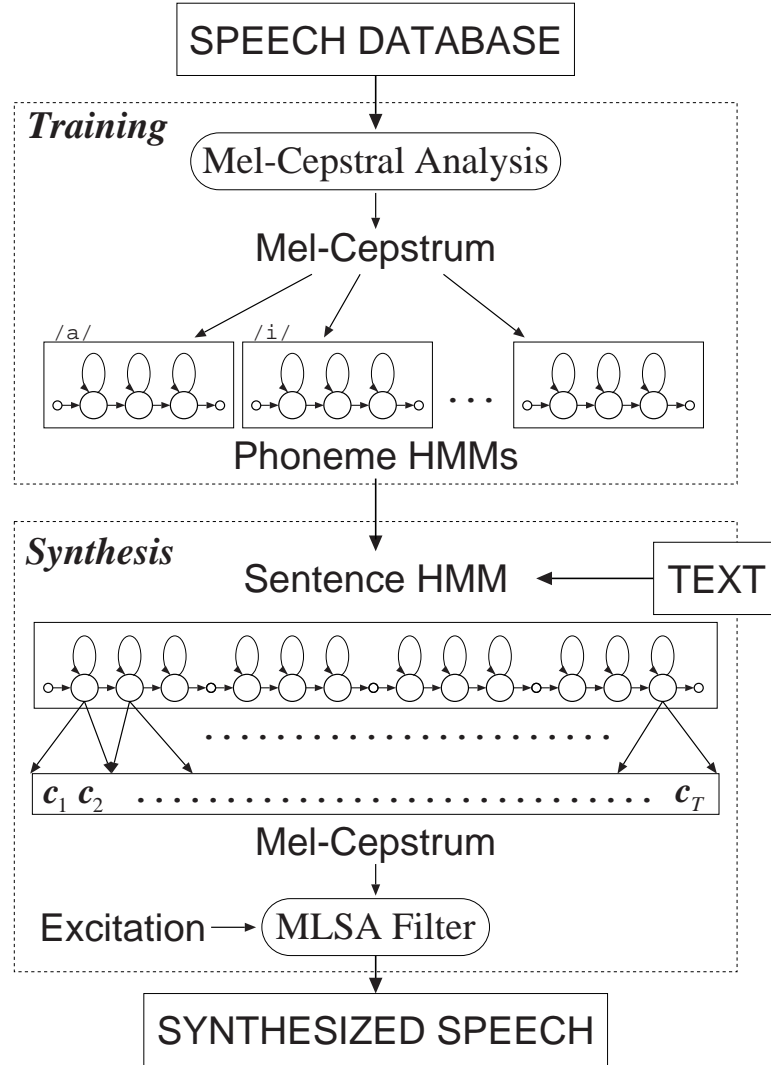 SPEECH DATABASE
Training
Mel-Cepstral Analysis
Mel-Cepstrum
/a/ /i/
. . .
Phoneme HMMs
Synthesis
Sentence HMM
TEXT
. . . . . . . . . . . . . . . . . . . . . . . .
c1 c2 . . . . . . . . . . . . . . . . . . . . . . . . . . . . . . cT
Mel-Cepstrum
Excitation MLSA Filter
SYNTHESIZED SPEECH